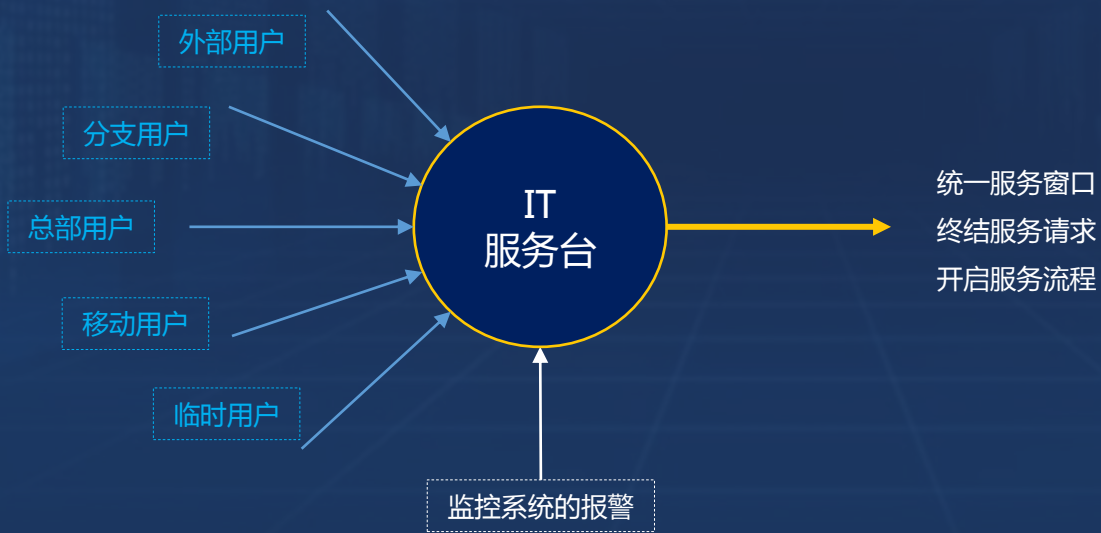 外部用户
分支用户
总部用户
移动用户
临时用户
IT
服务台
监控系统的报警
统一服务窗口
终结服务请求
开启服务流程